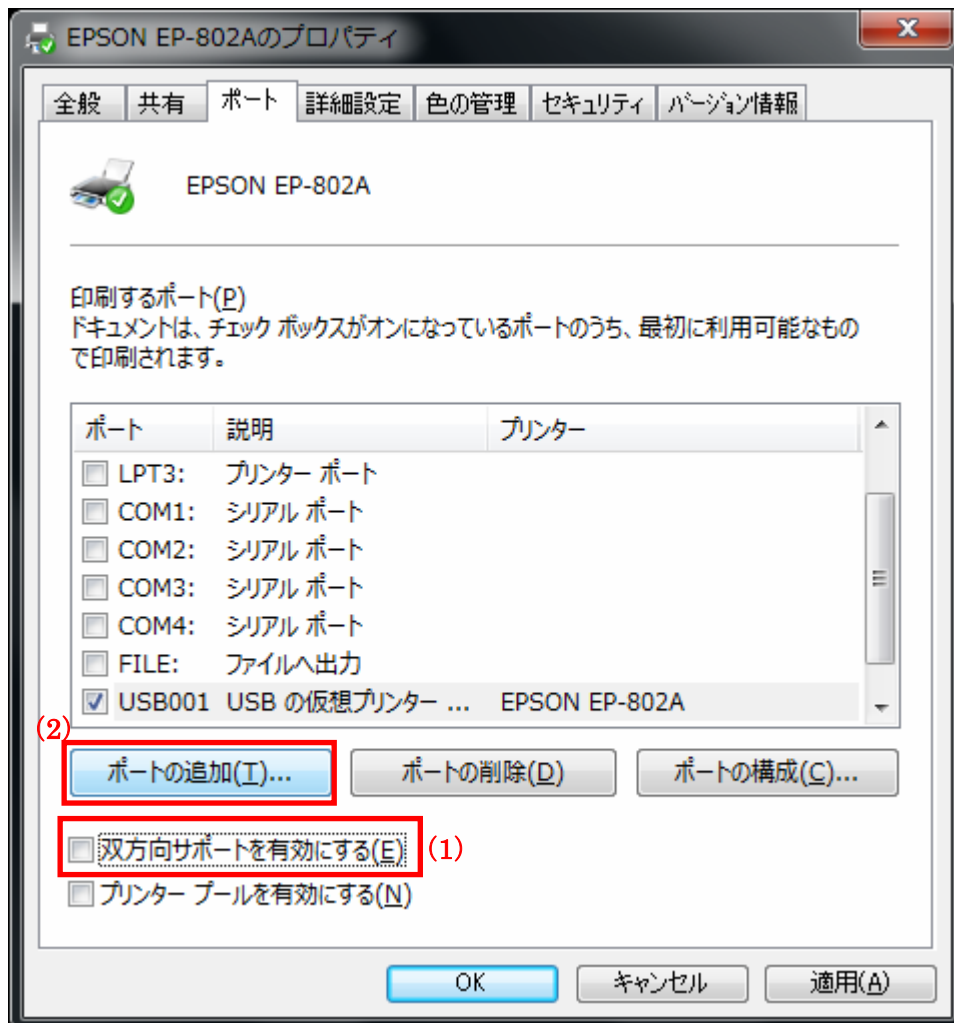 EPSON EP-802Aのプロパティ
全般 共有 ポート 詳細設定 色の管理 セキュリティ バージョン情報
EPSON EP-802A
印刷するポート(P)
ドキュメントは、チェック ボックスがオンになっているポートのうち、最初に利用可能なもの
で印刷されます。
ポート 説明 プリンター
LPT3: プリンター ポート
COM1: シリアル ポート
COM2: シリアル ポート
COM3: シリアル ポート
COM4: シリアル ポート
FILE: ファイルへ出力
USB001 USB の仮想プリンター ... EPSON EP-802A
(2)
ポートの追加(T)... ポートの削除(D) ポートの構成(C)...
双方向サポートを有効にする(E) (1)
プリンター プールを有効にする(N)
OK キャンセル 適用(A)